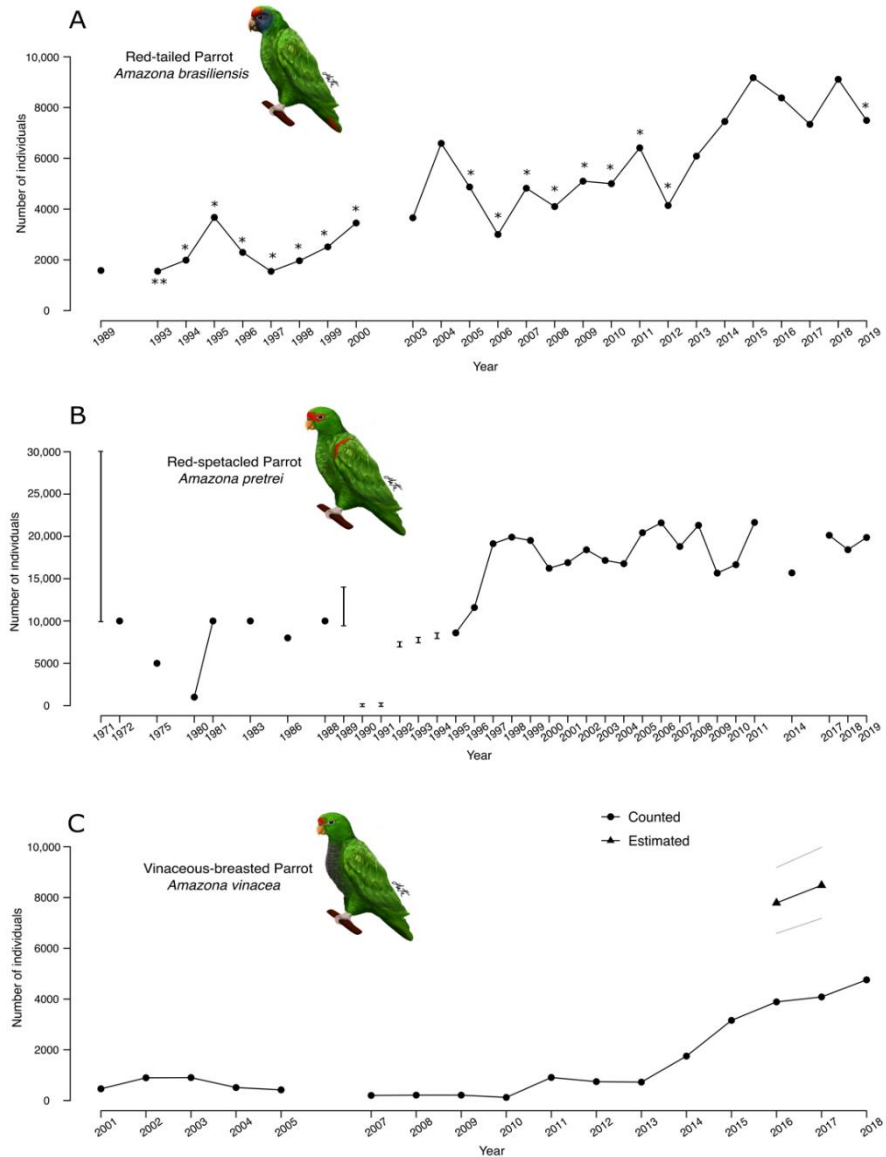 A
Red-tailed Parrot
Amazona brasiliensis
Number of individuals
10,000
8000
6000
4000
2000
0
1989 1993 1994 1995 1996 1997 1998 1999 2000 2003 2004 2005 2006 2007 2008 2009 2010 2011 2012 2013 2014 2015 2016 2017 2018 2019
Year
B
Red-spetacled Parrot
Amazona pretrei
Number of individuals
30,000
25,000
20,000
15,000
10,000
5000
0
1971 1972 1975 1980 1981 1983 1986 1988 1989 1990 1991 1992 1993 1994 1995 1996 1997 1998 1999 2000 2001 2002 2003 2004 2005 2006 2007 2008 2009 2010 2011 2014 2017 2018 2019
Year
C
Vinaceous-breasted Parrot
Amazona vinacea
Counted
Estimated
Number of individuals
10,000
8000
6000
4000
2000
0
2001 2002 2003 2004 2005 2007 2008 2009 2010 2011 2012 2013 2014 2015 2016 2017 2018
Year